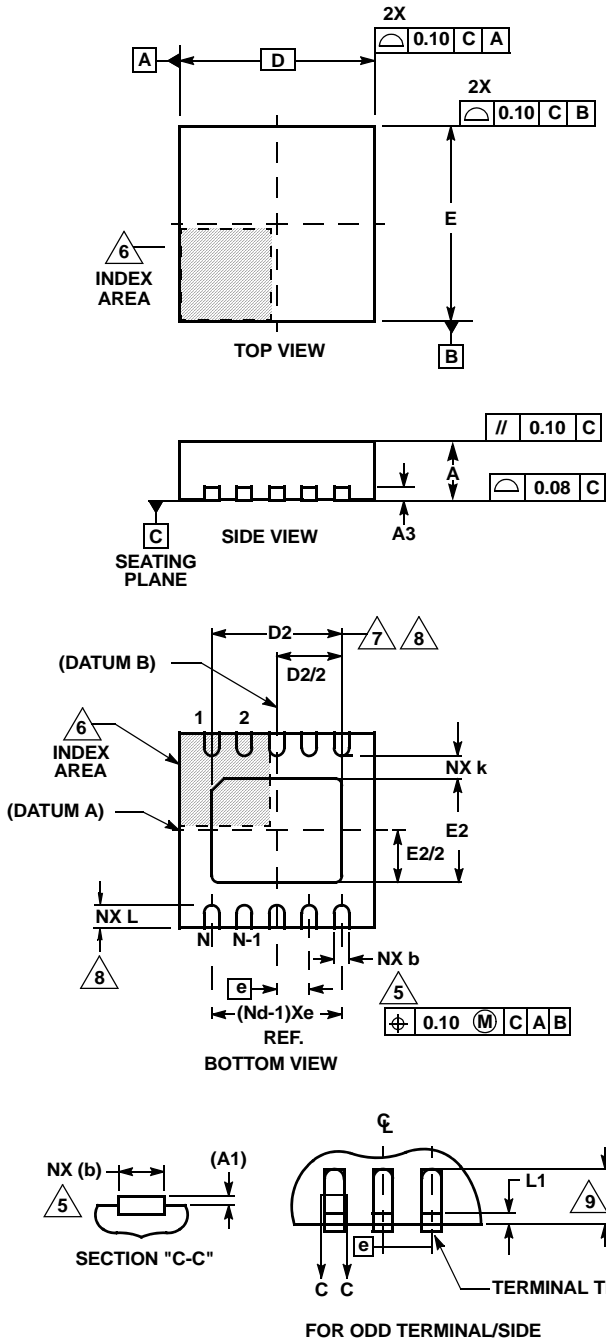 2X
0.10 C A
A
D
2X
0.10 C B
E
6
INDEX
AREA
TOP VIEW
B
// 0.10 C
A
0.08 C
C
SIDE VIEW
A3
SEATING
PLANE
D2
7 8
(DATUM B)
D2/2
6
INDEX
AREA
1 2
NX k
(DATUM A)
E2
E2/2
NX L
8
N N-1
NX b
e
5
(Nd-1)Xe
REF.
0.10 M C A B
BOTTOM VIEW
NX (b)
(A1)
5
SECTION "C-C"
CL
L1
9
e
C C
TERMINAL T
FOR ODD TERMINAL/SIDE